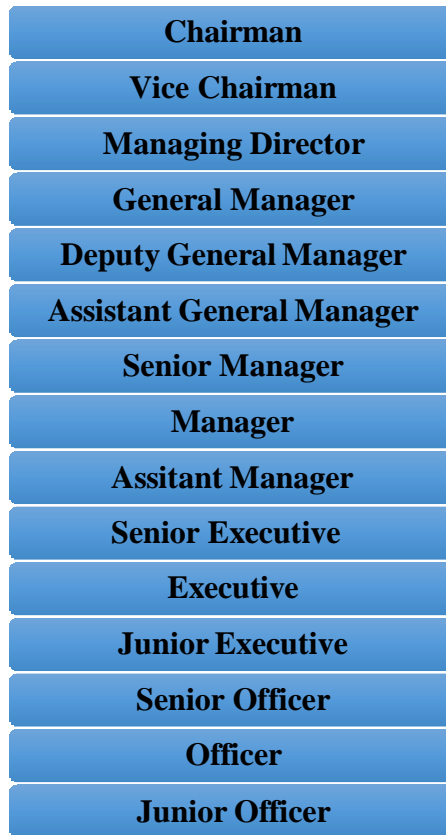 Chairman
Vice Chairman
Managing Director
General Manager
Deputy General Manager
Assistant General Manager
Senior Manager
Manager
Assitant Manager
Senior Executive
Executive
Junior Executive
Senior Officer
Officer
Junior Officer